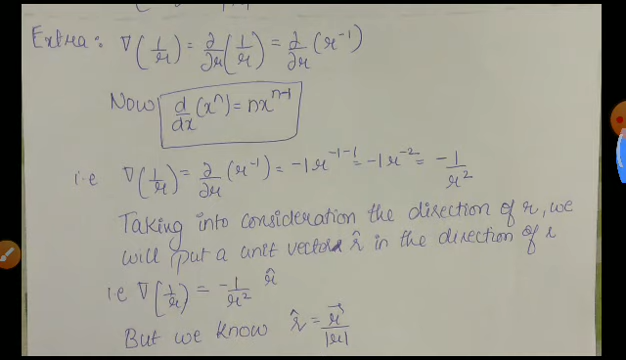 Extra: ∇(1/r) = ∂/∂r(1/r) = ∂/∂r(r⁻¹)
Now d/dx(xⁿ) = nxⁿ⁻¹
i.e ∇(1/r) = ∂/∂r(r⁻¹) = -1r⁻¹⁻¹ = -1r⁻² = -1/r²
Taking into consideration the direction of r, we
will put a unit vector r̂ in the direction of r
i.e ∇(1/r) = -1/r² r̂
But we know r̂ = r⃗/|r|